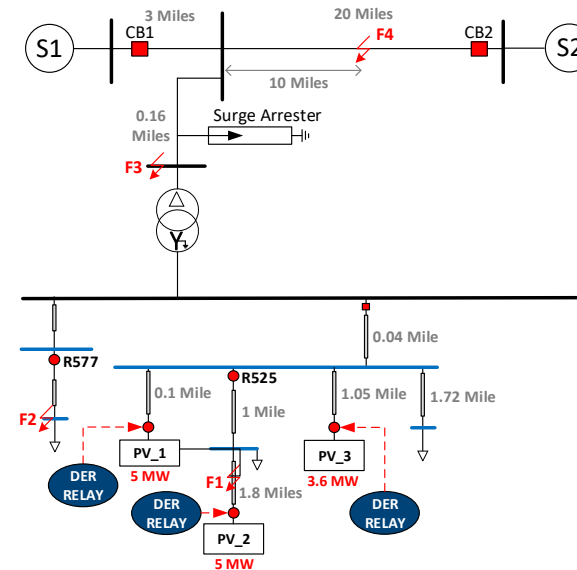 3 Miles
20 Miles
S1
CB1
F4
CB2
S2
10 Miles
0.16
Miles
Surge Arrester
F3
Δ
Y
0.04 Mile
R577
R525
0.1 Mile
1 Mile
1.05 Miles
1.72 Mile
F2
PV_1
5 MW
PV_3
3.6 MW
DER
RELAY
F1
1.8 Miles
DER
RELAY
DER
RELAY
PV_2
5 MW